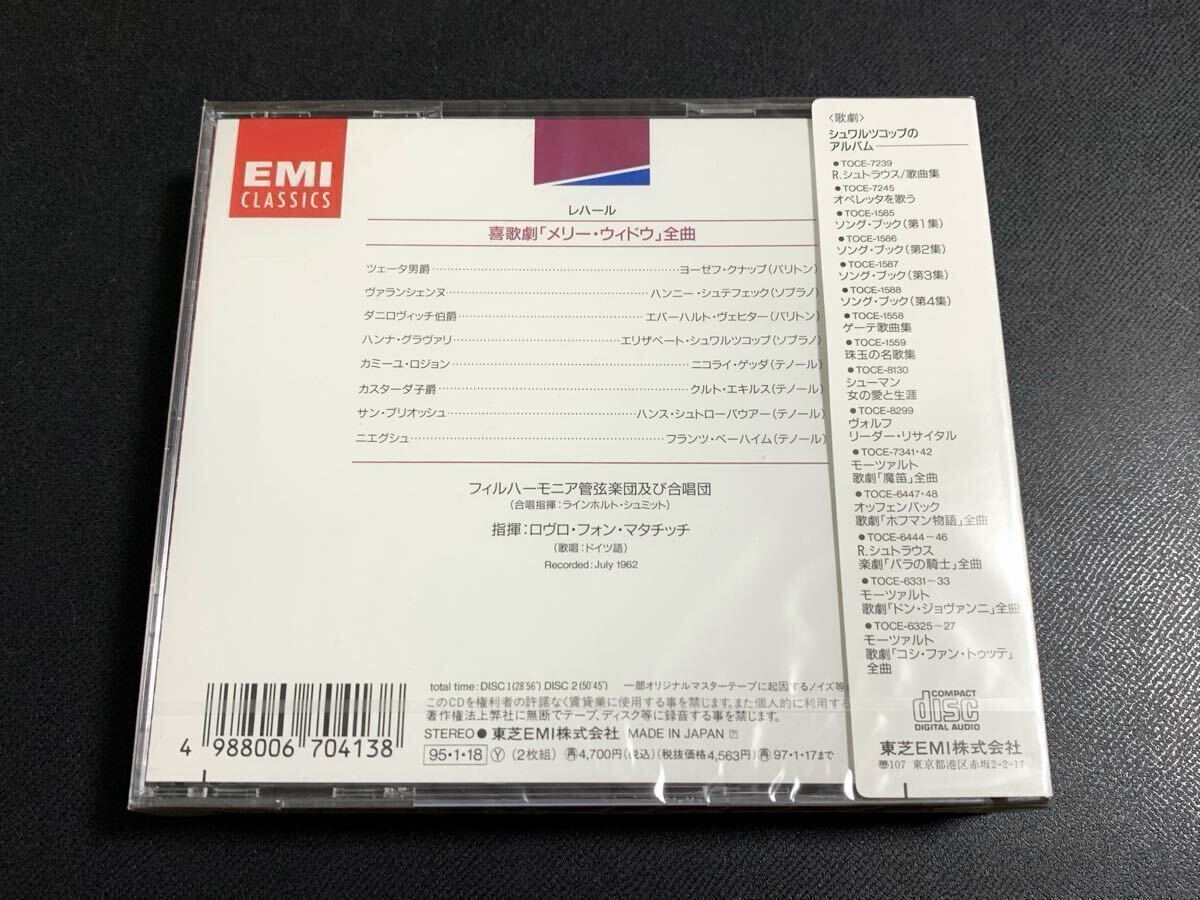 EMI
CLASSICS
レハール
喜歌劇「メリー・ウィドウ」全曲
ツェータ男爵……ヨーゼフ・クナップ(バリトン)
ヴァランシェンヌ……ハンニー・シュテフェック(ソプラノ)
ダニロヴィッチ伯爵……エバーハルト・ヴェヒター(バリトン)
ハンナ・グラヴァリ……エリザベート・シュワルツコップ(ソプラノ)
カミーユ・ロジョン……ニコライ・ゲッダ(テノール)
カスターダ子爵……クルト・エキルス(テノール)
サン・ブリオッシュ……ハンス・シュトローバウアー(テノール)
ニエグシュ……フランツ・ベーハイム(テノール)
フィルハーモニア管弦楽団及び合唱団
(合唱指揮:ラインホルト・シュミット)
指揮:ロヴロ・フォン・マタチッチ
(歌唱:ドイツ語)
Recorded: July 1962
total time: DISC 1 (28'56") DISC 2 (50'45") 一部オリジナルマスターテープに起因するノイズ等
このCDを権利者の許諾なく賃貸業に使用する事を禁じます。また個人的に利用する
著作権法上弊社に無断でテープ、ディスク等に録音する事を禁じます。
STEREO● 東芝EMI株式会社 MADE IN JAPAN Ⓟ
95・1・18 Ⓨ (2枚組) 再 4,700円(税込)(税抜価格4,563円) 再 97・1・17まで
4 988006 704138
〈歌劇〉
シュワルツコップの
アルバム
●TOCE-7239
R.シュトラウス/歌曲集
●TOCE-7245
オペレッタを歌う
●TOCE-1585
ソング・ブック(第1集)
●TOCE-1586
ソング・ブック(第2集)
●TOCE-1587
ソング・ブック(第3集)
●TOCE-1588
ソング・ブック(第4集)
●TOCE-1558
ゲーテ歌曲集
●TOCE-1559
珠玉の名歌集
●TOCE-8130
シューマン
女の愛と生涯
●TOCE-8299
ヴォルフ
リーダー・リサイタル
●TOCE-7341・42
モーツァルト
歌劇「魔笛」全曲
●TOCE-6447・48
オッフェンバック
歌劇「ホフマン物語」全曲
●TOCE-6444~46
R.シュトラウス
楽劇「バラの騎士」全曲
●TOCE-6331~33
モーツァルト
歌劇「ドン・ジョヴァンニ」全曲
●TOCE-6325~27
モーツァルト
歌劇「コシ・ファン・トゥッテ」
全曲
COMPACT
disc
DIGITAL AUDIO
東芝EMI株式会社
〠107 東京都港区赤坂2-2-17